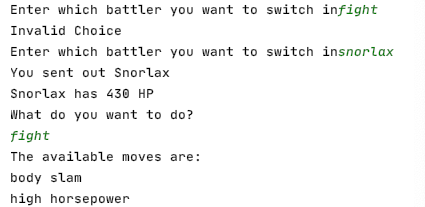 Enter which battler you want to switch infight
Invalid Choice
Enter which battler you want to switch insnorlax
You sent out Snorlax
Snorlax has 430 HP
What do you want to do?
fight
The available moves are:
body slam
high horsepower